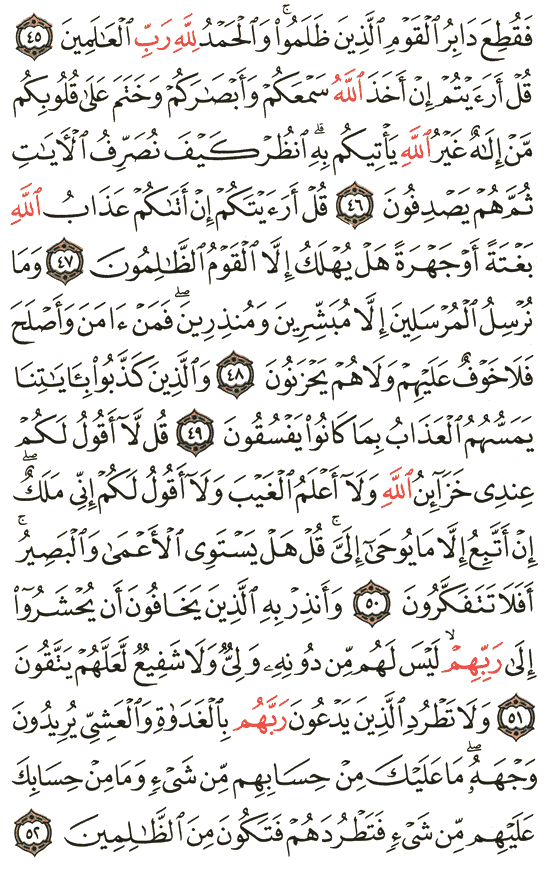 فَقُطِعَ دَابِرُ ٱلۡقَوۡمِ ٱلَّذِينَ ظَلَمُواْۚ وَٱلۡحَمۡدُ لِلَّهِ رَبِّ ٱلۡعَٰلَمِينَ ٤٥
قُلۡ أَرَءَيۡتُمۡ إِنۡ أَخَذَ ٱللَّهُ سَمۡعَكُمۡ وَأَبۡصَٰرَكُمۡ وَخَتَمَ عَلَىٰ قُلُوبِكُم
مَّنۡ إِلَٰهٌ غَيۡرُ ٱللَّهِ يَأۡتِيكُم بِهِۗ ٱنظُرۡ كَيۡفَ نُصَرِّفُ ٱلۡأٓيَٰتِ
ثُمَّ هُمۡ يَصۡدِفُونَ ٤٦ قُلۡ أَرَءَيۡتَكُمۡ إِنۡ أَتَىٰكُمۡ عَذَابُ ٱللَّهِ
بَغۡتَةً أَوۡ جَهۡرَةً هَلۡ يُهۡلَكُ إِلَّا ٱلۡقَوۡمُ ٱلظَّٰلِمُونَ ٤٧ وَمَا
نُرۡسِلُ ٱلۡمُرۡسَلِينَ إِلَّا مُبَشِّرِينَ وَمُنذِرِينَۖ فَمَنۡ ءَامَنَ وَأَصۡلَحَ
فَلَا خَوۡفٌ عَلَيۡهِمۡ وَلَا هُمۡ يَحۡزَنُونَ ٤٨ وَٱلَّذِينَ كَذَّبُواْ بِـَٔايَٰتِنَا
يَمَسُّهُمُ ٱلۡعَذَابُ بِمَا كَانُواْ يَفۡسُقُونَ ٤٩ قُل لَّآ أَقُولُ لَكُمۡ
عِندِي خَزَآئِنُ ٱللَّهِ وَلَآ أَعۡلَمُ ٱلۡغَيۡبَ وَلَآ أَقُولُ لَكُمۡ إِنِّي مَلَكٌۖ
إِنۡ أَتَّبِعُ إِلَّا مَا يُوحَىٰٓ إِلَيَّۚ قُلۡ هَلۡ يَسۡتَوِي ٱلۡأَعۡمَىٰ وَٱلۡبَصِيرُۚ
أَفَلَا تَتَفَكَّرُونَ ٥٠ وَأَنذِرۡ بِهِ ٱلَّذِينَ يَخَافُونَ أَن يُحۡشَرُوٓاْ
إِلَىٰ رَبِّهِمۡۙ لَيۡسَ لَهُم مِّن دُونِهِۦ وَلِيٌّ وَلَا شَفِيعٌ لَّعَلَّهُمۡ يَتَّقُونَ
٥١ وَلَا تَطۡرُدِ ٱلَّذِينَ يَدۡعُونَ رَبَّهُم بِٱلۡغَدَوٰةِ وَٱلۡعَشِيِّ يُرِيدُونَ
وَجۡهَهُۥۖ مَا عَلَيۡكَ مِنۡ حِسَابِهِم مِّن شَيۡءٍ وَمَا مِنۡ حِسَابِكَ
عَلَيۡهِم مِّن شَيۡءٍ فَتَطۡرُدَهُمۡ فَتَكُونَ مِنَ ٱلظَّٰلِمِينَ ٥٢